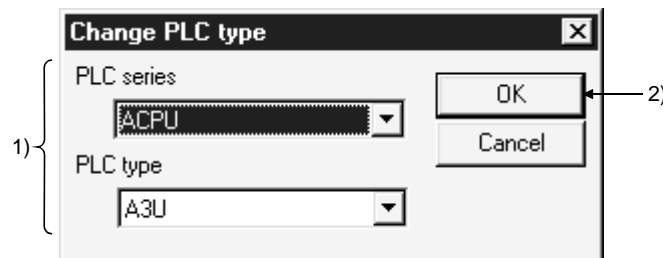 Change PLC type
PLC series
OK
2)
ACPU
1)
Cancel
PLC type
A3U